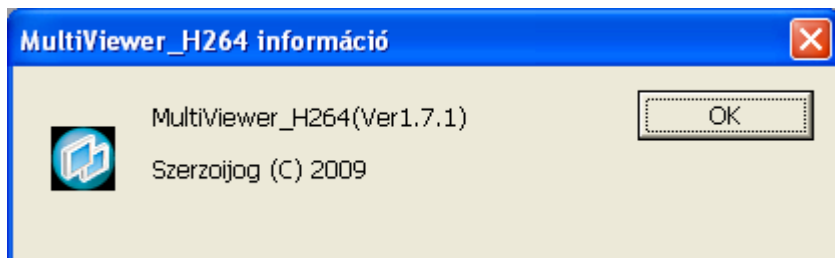 MultiViewer_H264 információ
MultiViewer_H264(Ver1.7.1)
OK
Szerzoijog (C) 2009